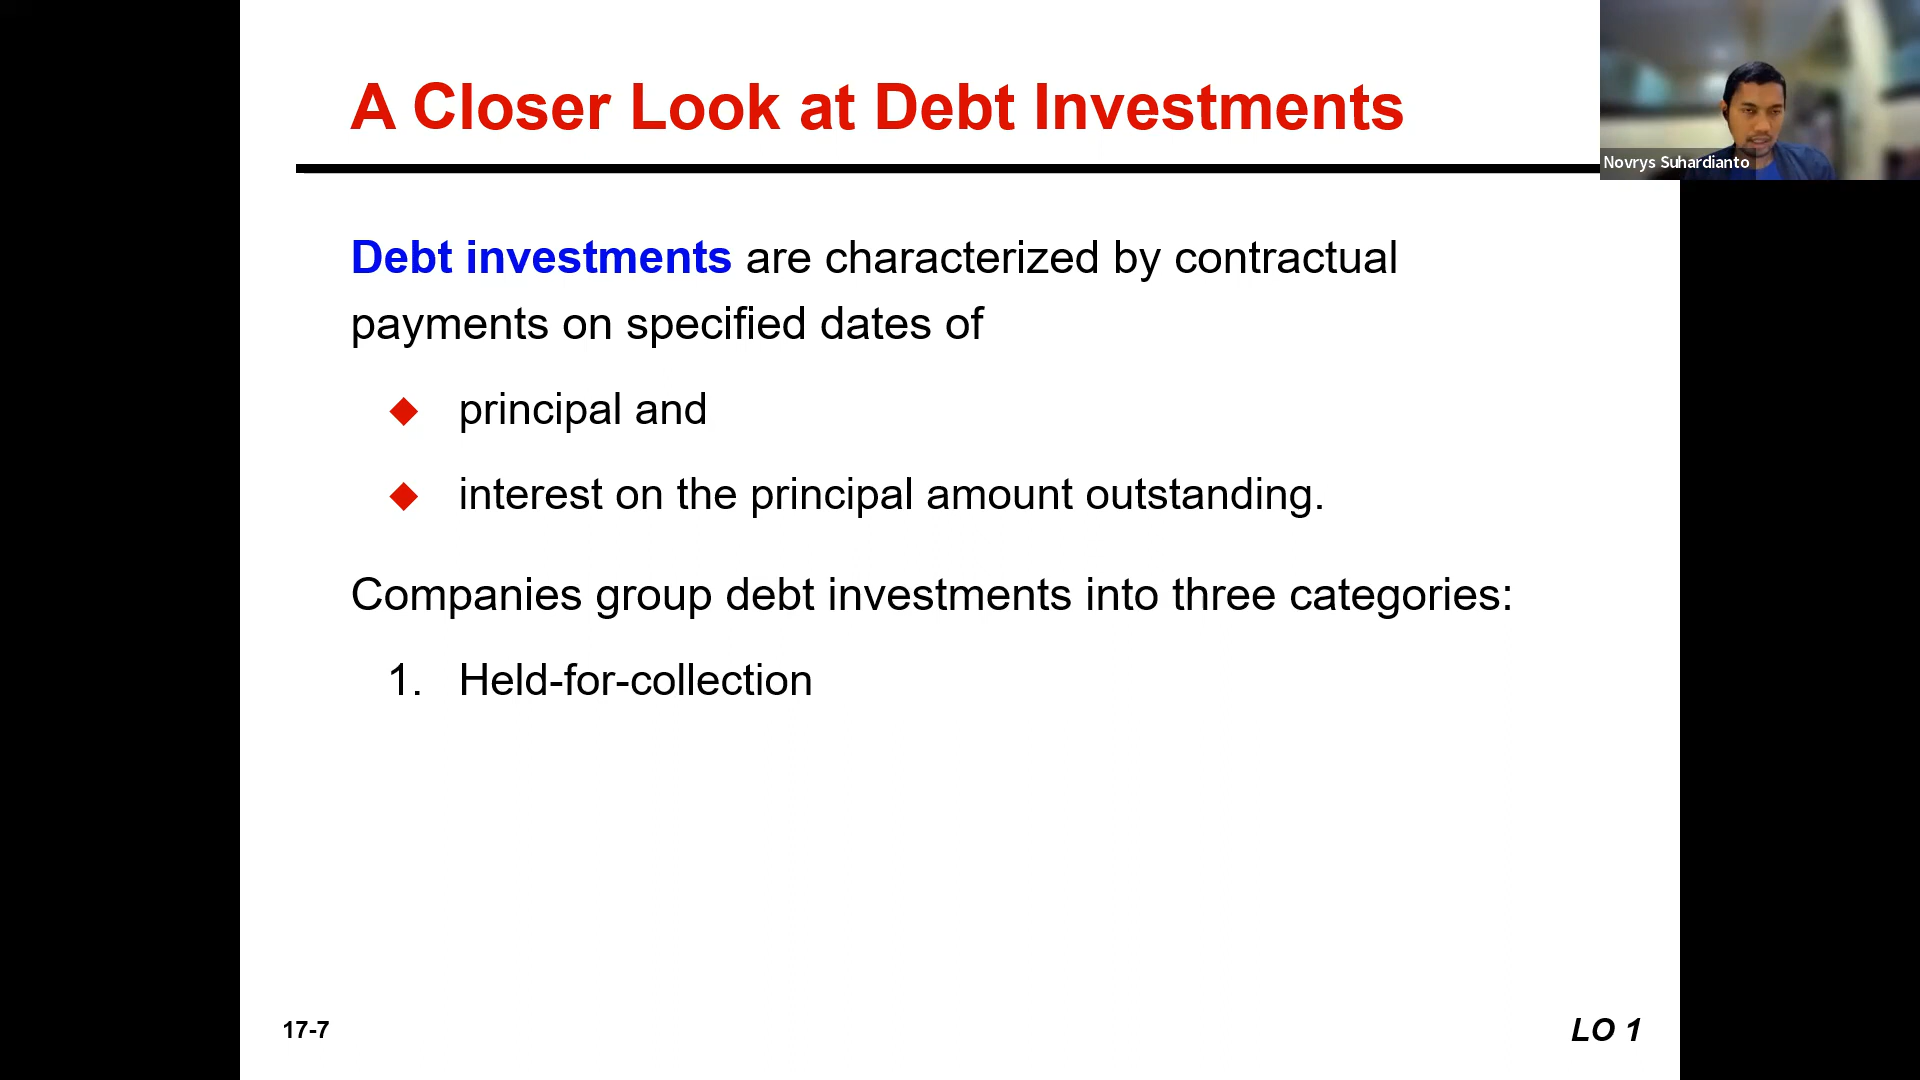 A Closer Look at Debt Investments
Novrys Suhardianto
Debt investments are characterized by contractual
payments on specified dates of
principal and
interest on the principal amount outstanding.
Companies group debt investments into three categories:
1. Held-for-collection
17-7
LO 1